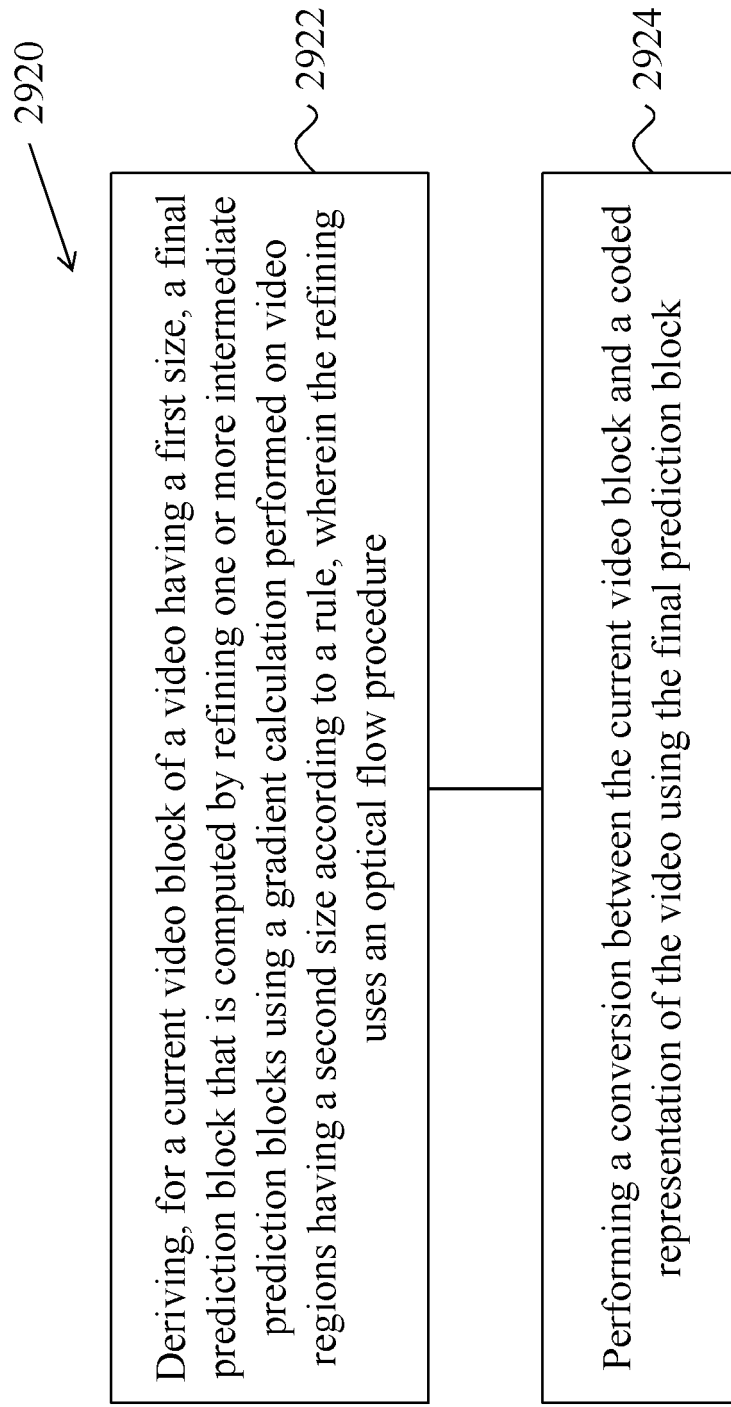 2920
Deriving, for a current video block of a video having a first size, a final
prediction block that is computed by refining one or more intermediate
prediction blocks using a gradient calculation performed on video
regions having a second size according to a rule, wherein the refining
uses an optical flow procedure
2922
Performing a conversion between the current video block and a coded
representation of the video using the final prediction block
2924